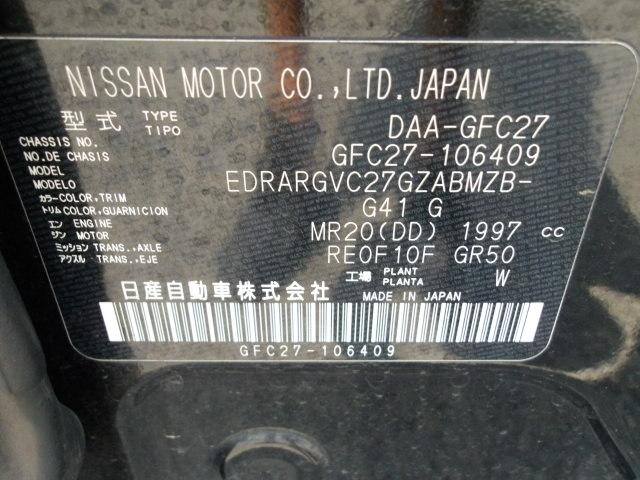 NISSAN MOTOR CO.,LTD.JAPAN
型式 TYPE TIPO DAA-GFC27
CHASSIS NO. NO.DE CHASIS GFC27-106409
MODEL MODELO EDRARGVC27GZABMZB-
カラー COLOR,TRIM トリム COLOR,GUARNICION G41 G
エン ENGINE ジン MOTOR MR20(DD) 1997 cc
ミッション TRANS.,AXLE アクスル TRANS.,EJE RE0F10F GR50
工場 PLANT PLANTA W
日産自動車株式会社 MADE IN JAPAN
GFC27-106409